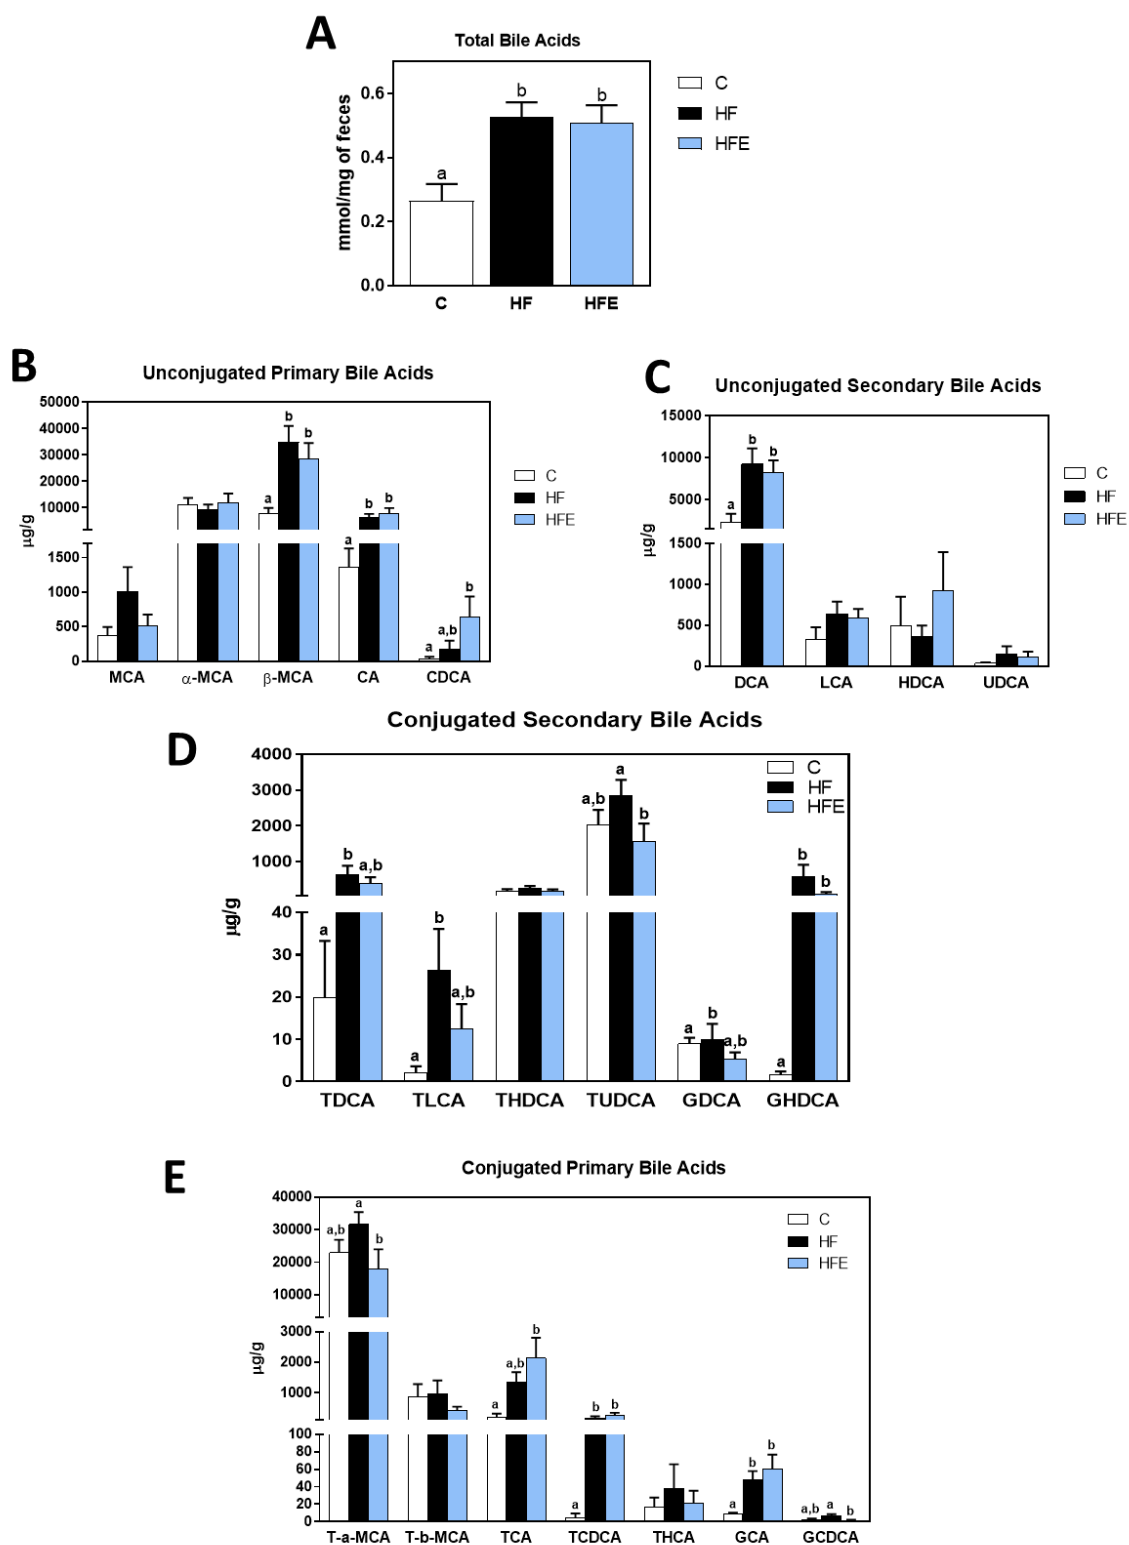 A
Total Bile Acids
mmol/mg of feces
0.6
0.4
0.2
0.0
a
b
b
C
HF
HFE
C
HF
HFE
B
Unconjugated Primary Bile Acids
µg/g
50000
40000
30000
20000
10000
1500
1000
500
0
a
b
b
a
b
b
a
a,b
b
MCA
α-MCA
β-MCA
CA
CDCA
C
HF
HFE
C
Unconjugated Secondary Bile Acids
µg/g
15000
10000
5000
1500
1000
500
0
a
b
b
DCA
LCA
HDCA
UDCA
C
HF
HFE
D
Conjugated Secondary Bile Acids
µg/g
4000
3000
2000
1000
40
30
20
10
0
a
b
a,b
a
b
a,b
a,b
a
b
a
b
a,b
a
b
b
TDCA
TLCA
THDCA
TUDCA
GDCA
GHDCA
C
HF
HFE
E
Conjugated Primary Bile Acids
µg/g
40000
30000
20000
10000
3000
2000
1000
100
80
60
40
20
0
a,b
a
b
a
a,b
b
a
b
b
a
b
b
a,b
a
b
T-a-MCA
T-b-MCA
TCA
TCDCA
THCA
GCA
GCDCA
C
HF
HFE